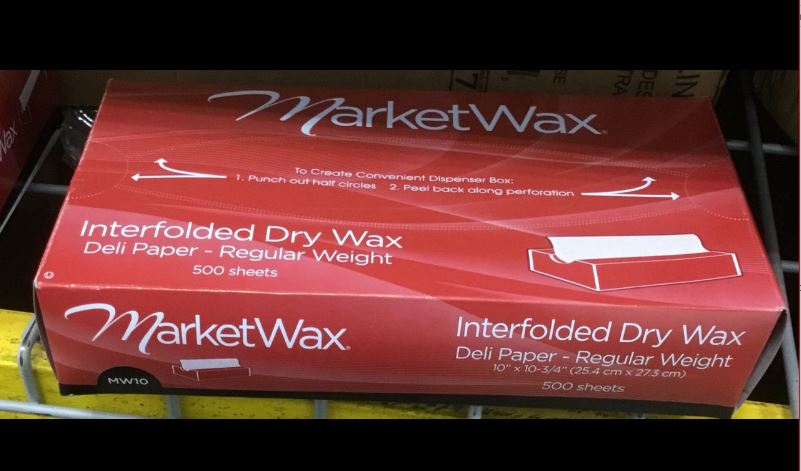 MarketWax
To Create Convenient Dispenser Box:
1. Punch out half circles 2. Peel back along perforation
Interfolded Dry Wax
Deli Paper - Regular Weight
500 sheets
MarketWax
MW10
Interfolded Dry Wax
Deli Paper - Regular Weight
10" x 10-3/4" (25.4 cm x 27.3 cm)
500 sheets